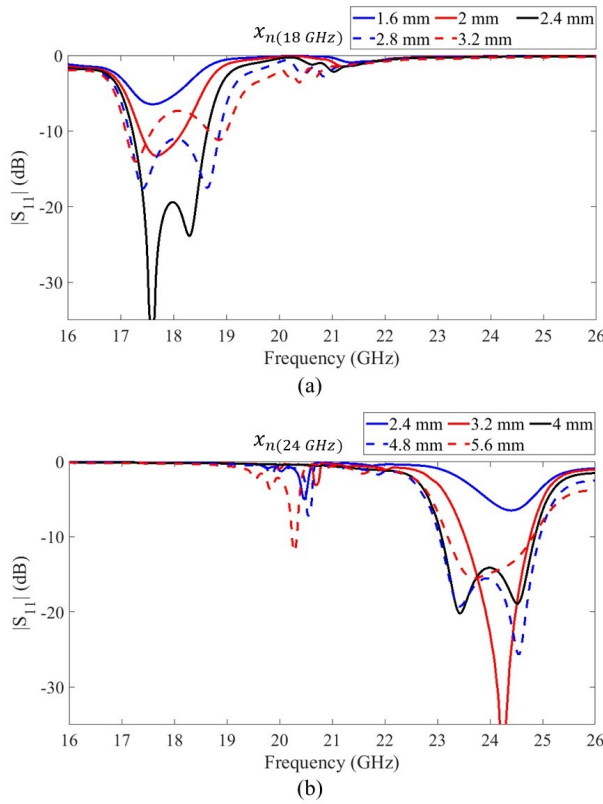 x_n(18 GHz)
1.6 mm 2 mm 2.4 mm
2.8 mm 3.2 mm
0
-10
-20
-30
|S_11| (dB)
16 17 18 19 20 21 22 23 24 25 26
Frequency (GHz)
(a)
x_n(24 GHz)
2.4 mm 3.2 mm 4 mm
4.8 mm 5.6 mm
0
-10
-20
-30
|S_11| (dB)
16 17 18 19 20 21 22 23 24 25 26
Frequency (GHz)
(b)